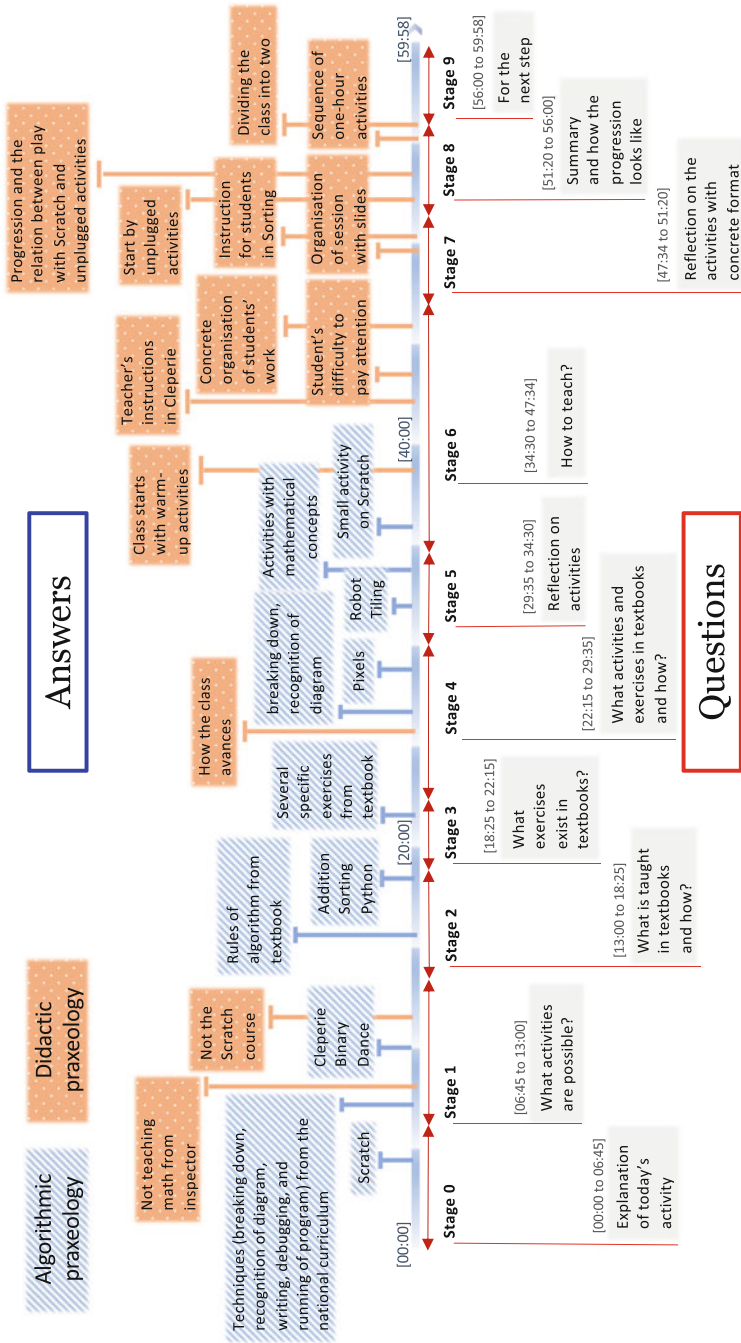 Answers
Algorithmic
praxeology
Didactic
praxeology
Techniques (breaking down,
recognition of diagram,
writing, debugging, and
running of program) from the
national curriculum
Scratch
Not teaching
math from
inspector
Not the
Scratch
course
Cleperie
Binary
Dance
Rules of
algorithm from
textbook
Addition
Sorting
Python
Several
specific
exercises from
textbook
How the class
avances
breaking down,
recognition of
diagram
Pixels
Robot
Tiling
Activities with
mathematical
concepts
Small activity
on Scratch
Class starts
with warm-
up activities
Teacher's
instructions
in Cleperie
Student's
difficulty to
pay attention
Concrete
organisation
of students'
work
Organisation
of session
with slides
Instruction
for students
in Sorting
Start by
unplugged
activities
Progression and the
relation between play
with Scratch and
unplugged activities
Sequence of
one-hour
activities
Dividing the
class into two
[00:00]
[20:00]
[40:00]
[59:58]
Stage 0
Stage 1
Stage 2
Stage 3
Stage 4
Stage 5
Stage 6
Stage 7
Stage 8
Stage 9
[00:00 to 06:45]
Explanation
of today's
activity
[06:45 to 13:00]
What activities
are possible?
[13:00 to 18:25]
What is taught
in textbooks
and how?
[18:25 to 22:15]
What
exercises
exist in
textbooks?
[22:15 to 29:35]
What activities and
exercises in textbooks
and how?
[29:35 to 34:30]
Reflection on
activities
[34:30 to 47:34]
How to teach?
[47:34 to 51:20]
Reflection on the
activities with
concrete format
[51:20 to 56:00]
Summary
and how the
progression
looks like
[56:00 to 59:58]
For the
next step
Questions